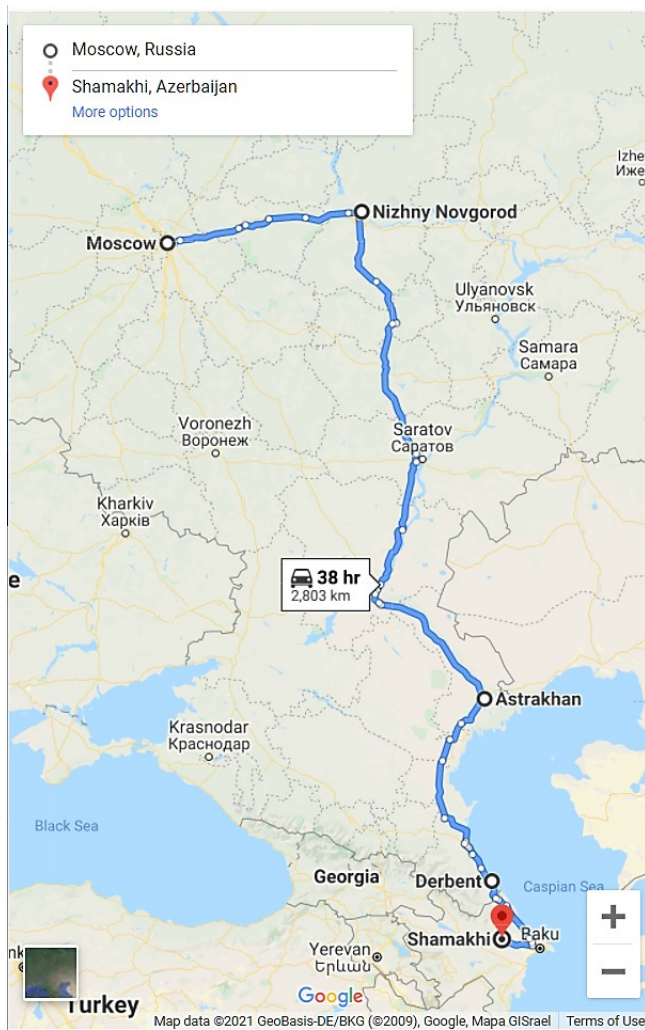 Moscow, Russia
Shamakhi, Azerbaijan
More options
Izhe
Иже
Nizhny Novgorod
Moscow
Ulyanovsk
Ульяновск
Samara
Самара
Voronezh
Воронеж
Saratov
Саратов
Kharkiv
Харків
e
38 hr
2,803 km
Astrakhan
Krasnodar
Краснодар
Black Sea
Georgia
Derbent
Caspian Sea
Shamakhi
Baku
Yerevan
Երևան
nk
Turkey
Google
Map data ©2021 GeoBasis-DE/BKG (©2009), Google, Mapa GISrael Terms of Use